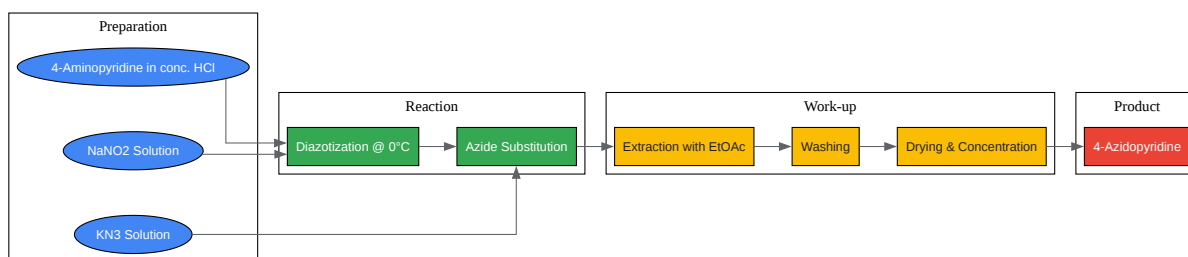 Preparation
4-Aminopyridine in conc. HCl
NaNO2 Solution
KN3 Solution
Reaction
Diazotization @ 0°C
Azide Substitution
Work-up
Extraction with EtOAc
Washing
Drying & Concentration
Product
4-Azidopyridine